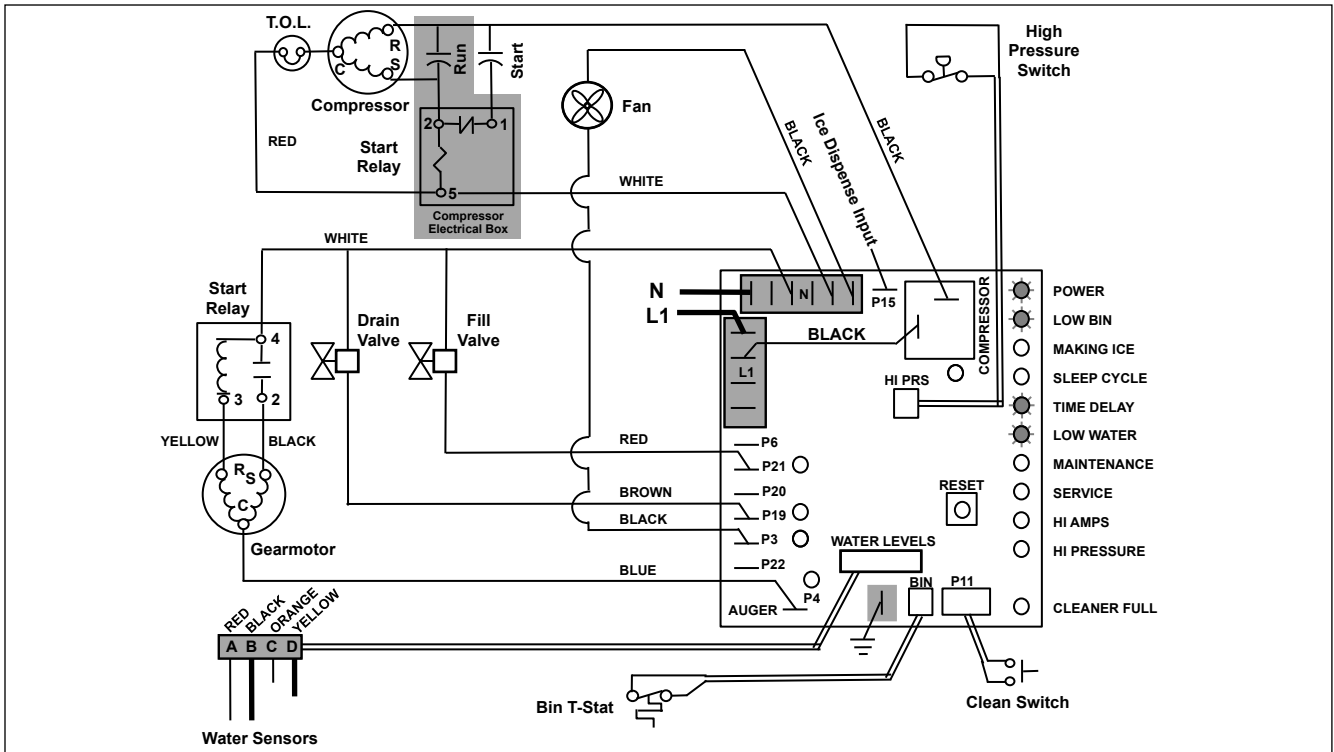 T.O.L.
R
S
C
Compressor
Run
Start
High
Pressure
Switch
Fan
2
1
Start
Relay
5
Compressor
Electrical Box
RED
WHITE
BLACK
Ice Dispense Input
BLACK
WHITE
Start
Relay
4
3
2
YELLOW
BLACK
R
S
C
Gearmotor
Drain
Valve
Fill
Valve
N
L1
N
P15
COMPRESSOR
BLACK
L1
HI PRS
RED
P6
P21
P20
BROWN
P19
BLACK
P3
P22
BLUE
P4
AUGER
RESET
WATER LEVELS
BIN
P11
POWER
LOW BIN
MAKING ICE
SLEEP CYCLE
TIME DELAY
LOW WATER
MAINTENANCE
SERVICE
HI AMPS
HI PRESSURE
CLEANER FULL
RED
BLACK
ORANGE
YELLOW
A B C D
Water Sensors
Bin T-Stat
Clean Switch